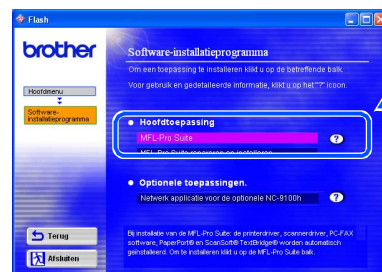 Flash
brother
Software-installatieprogramma
Om een toepassing te installeren klikt u op de betreffende balk.
Voor gebruik en gedetailleerde informatie, klikt u op het "?" icoon.
Hoofdmenu
Software-
installatieprogramma
Hoofdtoepassing
MFL-Pro Suite
?
MFL-Pro Suite repareren en installeren
Optionele toepassingen.
Netwerk applicatie voor de optionele NC-9100h
?
Bij installatie van de MFL-Pro Suite: de printerdriver, scannerdriver, PC-FAX
software, PaperPort® en ScanSoft® TextBridge® worden automatisch
geïnstalleerd. Om te installeren klikt u op de MFL-Pro Suite balk.
Terug
Afsluiten